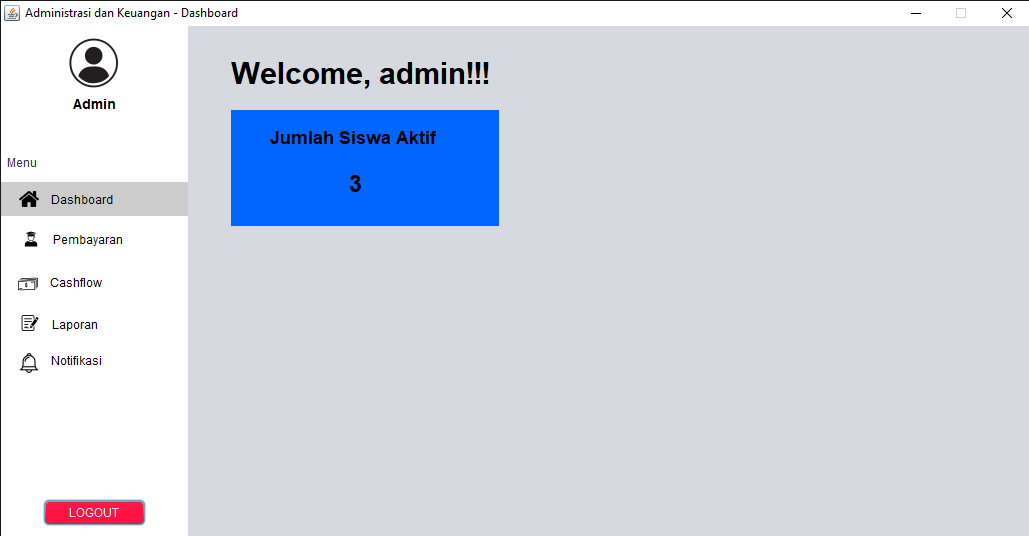 Administrasi dan Keuangan - Dashboard
Admin
Menu
Dashboard
Pembayaran
Cashflow
Laporan
Notifikasi
LOGOUT
Welcome, admin!!!
Jumlah Siswa Aktif
3